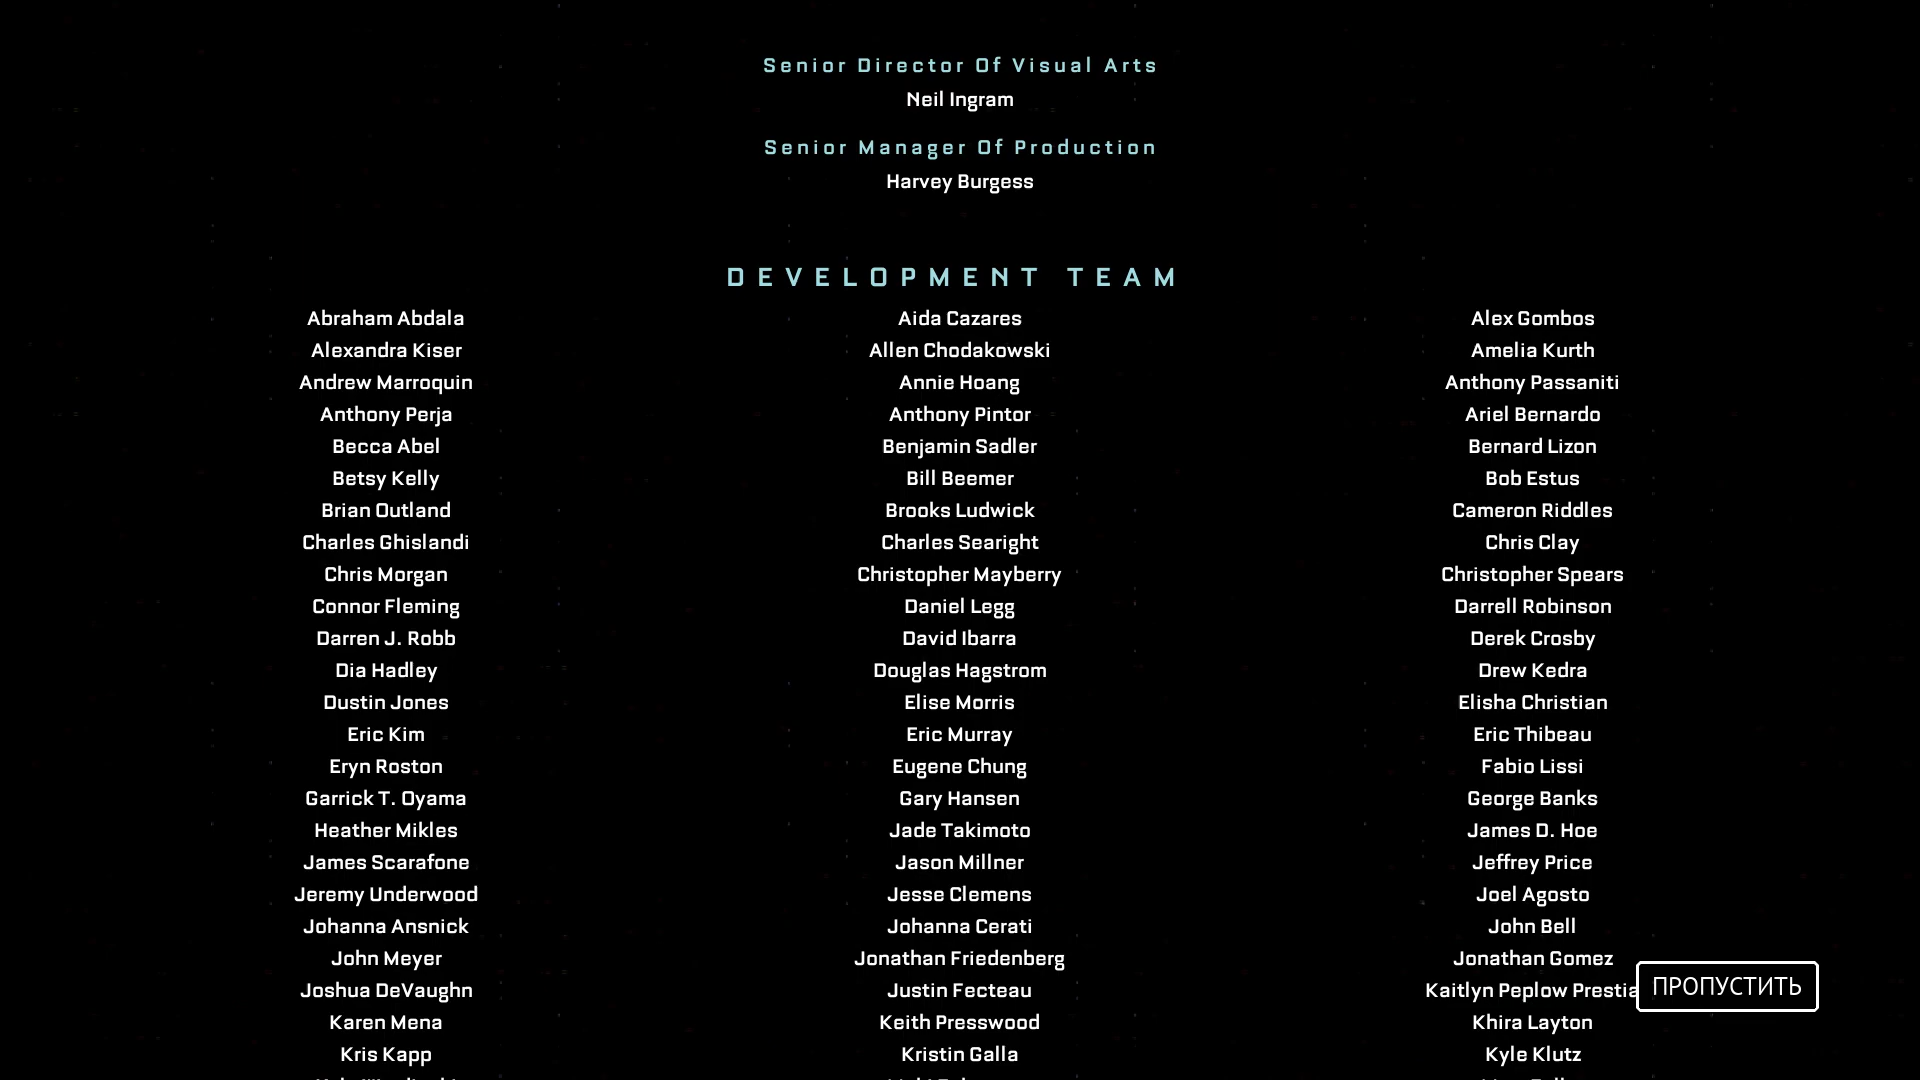 Senior Director Of Visual Arts
Neil Ingram
Senior Manager Of Production
Harvey Burgess
DEVELOPMENT TEAM
Abraham Abdala Aida Cazares Alex Gombos
Alexandra Kiser Allen Chodakowski Amelia Kurth
Andrew Marroquin Annie Hoang Anthony Passaniti
Anthony Perja Anthony Pintor Ariel Bernardo
Becca Abel Benjamin Sadler Bernard Lizon
Betsy Kelly Bill Beemer Bob Estus
Brian Outland Brooks Ludwick Cameron Riddles
Charles Ghislandi Charles Searight Chris Clay
Chris Morgan Christopher Mayberry Christopher Spears
Connor Fleming Daniel Legg Darrell Robinson
Darren J. Robb David Ibarra Derek Crosby
Dia Hadley Douglas Hagstrom Drew Kedra
Dustin Jones Elise Morris Elisha Christian
Eric Kim Eric Murray Eric Thibeau
Eryn Roston Eugene Chung Fabio Lissi
Garrick T. Oyama Gary Hansen George Banks
Heather Mikles Jade Takimoto James D. Hoe
James Scarafone Jason Millner Jeffrey Price
Jeremy Underwood Jesse Clemens Joel Agosto
Johanna Ansnick Johanna Cerati John Bell
John Meyer Jonathan Friedenberg Jonathan Gomez
Joshua DeVaughn Justin Fecteau Kaitlyn Peplow Prestia
ПРОПУСТИТЬ
Karen Mena Keith Presswood Khira Layton
Kris Kapp Kristin Galla Kyle Klutz